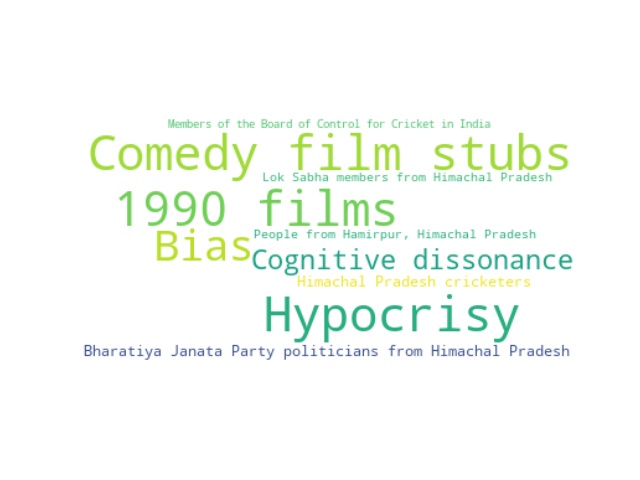 Members of the Board of Control for Cricket in India
Comedy film stubs
Lok Sabha members from Himachal Pradesh
1990 films
People from Hamirpur, Himachal Pradesh
Bias
Cognitive dissonance
Himachal Pradesh cricketers
Hypocrisy
Bharatiya Janata Party politicians from Himachal Pradesh